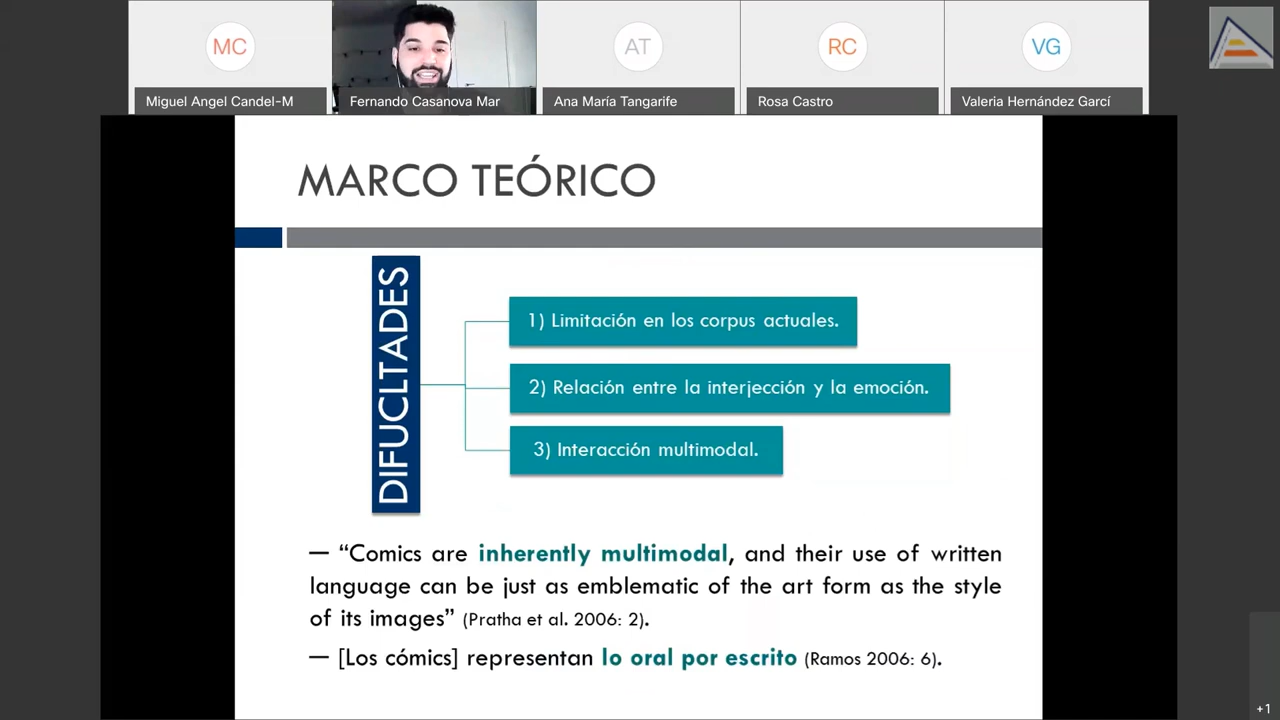 MC
AT
RC
VG
Miguel Angel Candel-M
Fernando Casanova Mar
Ana María Tangarife
Rosa Castro
Valeria Hernández Garcí
MARCO TEÓRICO
DIFUCLTADES
1) Limitación en los corpus actuales.
2) Relación entre la interjección y la emoción.
3) Interacción multimodal.
— “Comics are inherently multimodal, and their use of written
language can be just as emblematic of the art form as the style
of its images” (Pratha et al. 2006: 2).
— [Los cómics] representan lo oral por escrito (Ramos 2006: 6).
+1